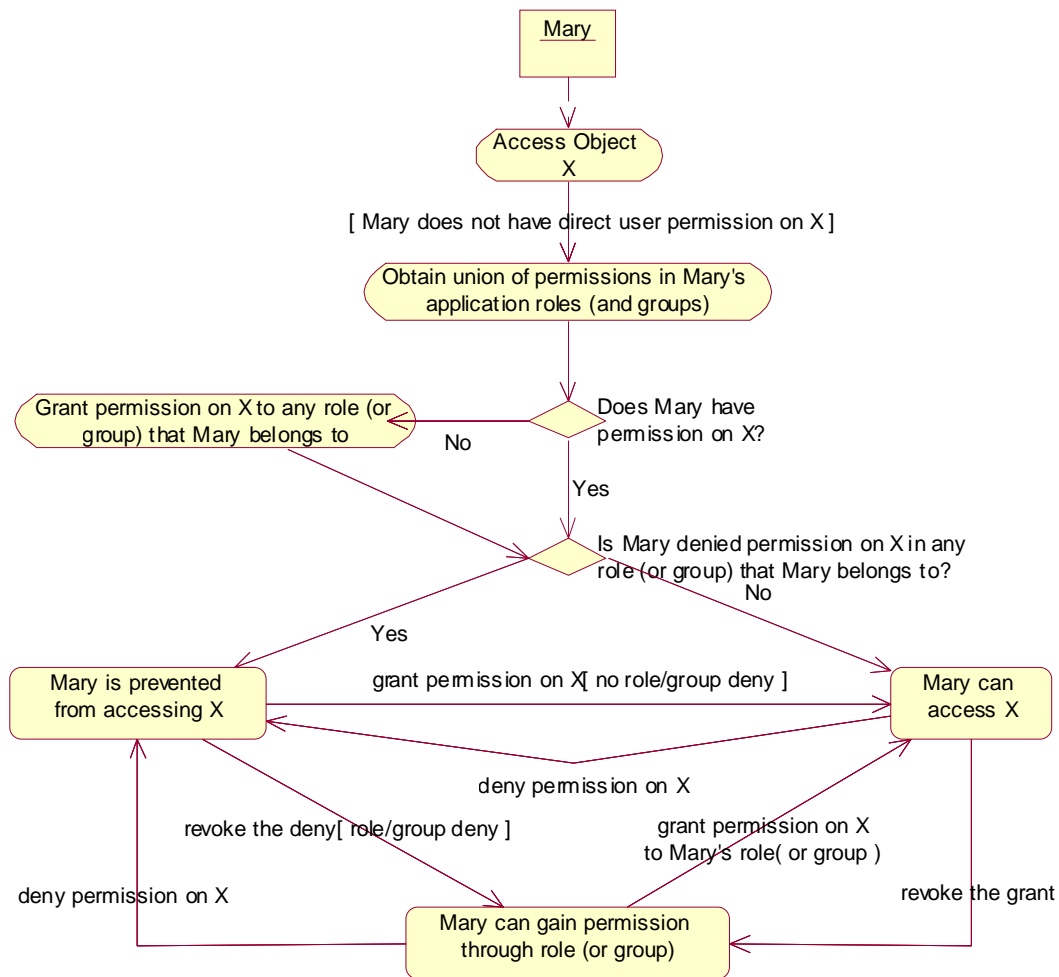 Mary
Access Object
X
[ Mary does not have direct user permission on X ]
Obtain union of permissions in Mary's
application roles (and groups)
Grant permission on X to any role (or
group) that Mary belongs to
Does Mary have
permission on X?
No
Yes
Is Mary denied permission on X in any
role (or group) that Mary belongs to?
No
Yes
Mary is prevented
from accessing X
grant permission on X[ no role/group deny ]
Mary can
access X
deny permission on X
revoke the deny[ role/group deny ]
grant permission on X
to Mary's role( or group )
deny permission on X
revoke the grant
Mary can gain permission
through role (or group)